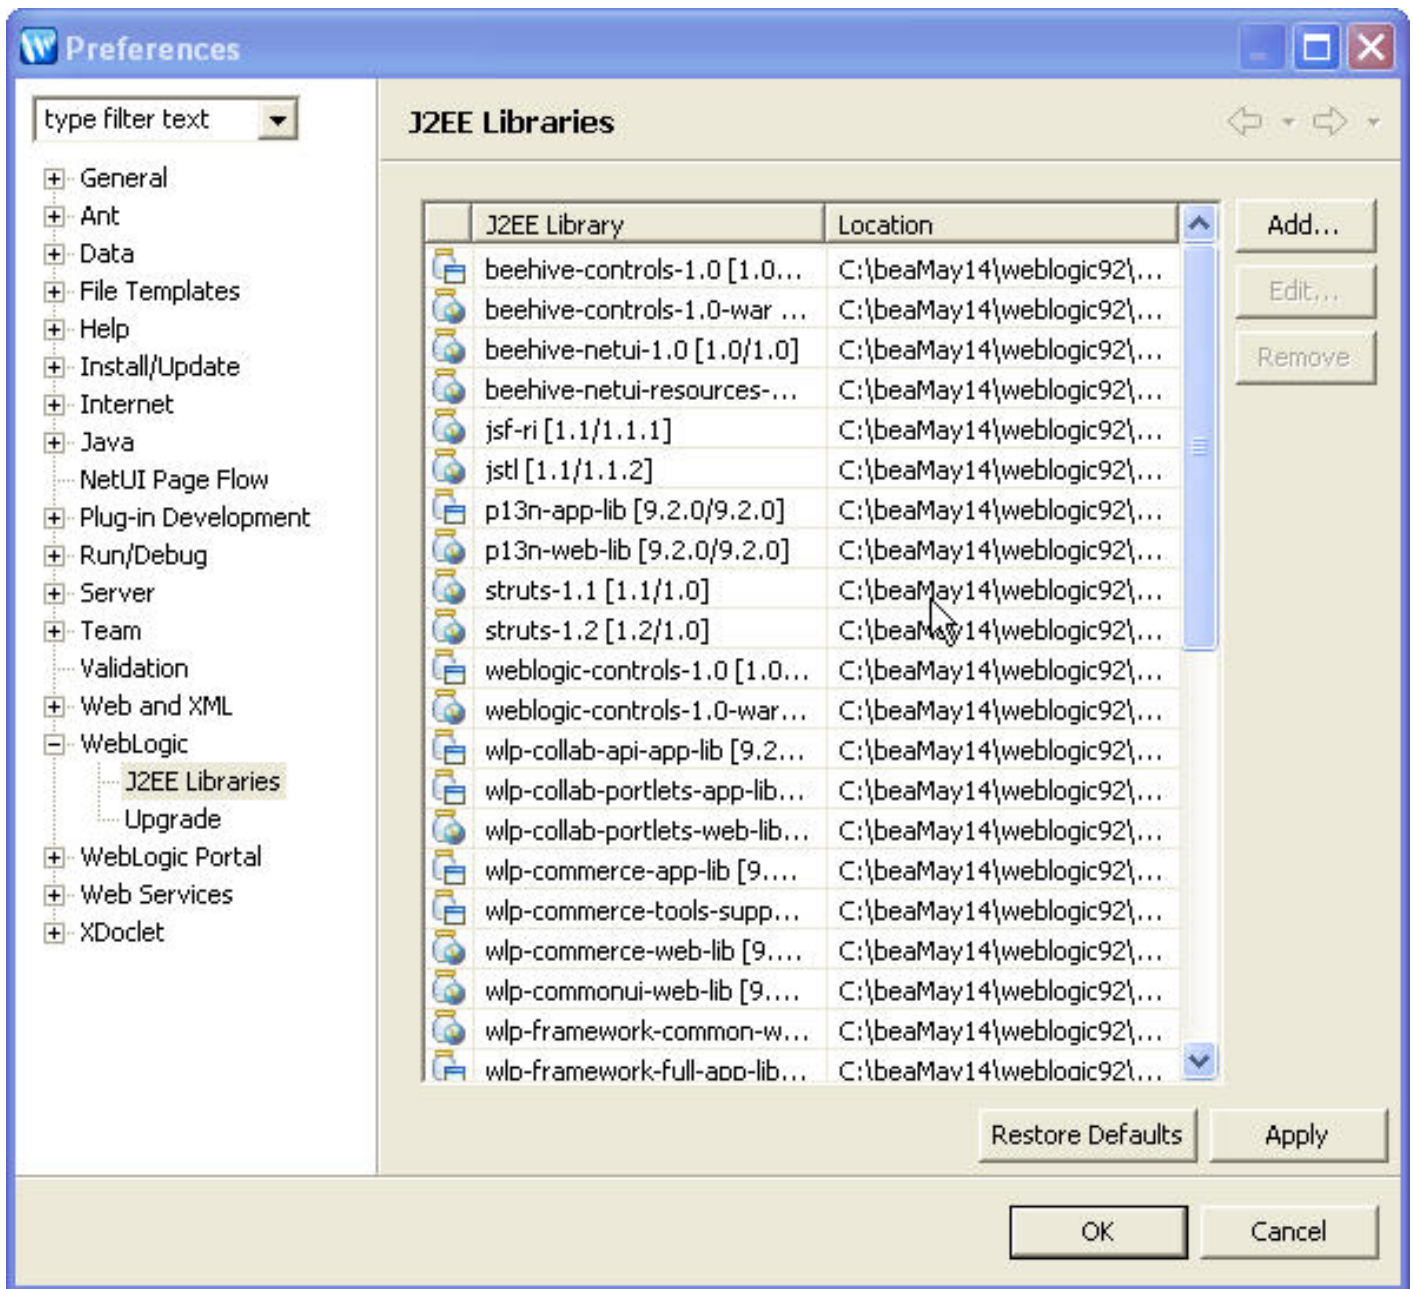 Preferences
type filter text
General
Ant
Data
File Templates
Help
Install/Update
Internet
Java
NetUI Page Flow
Plug-in Development
Run/Debug
Server
Team
Validation
Web and XML
WebLogic
J2EE Libraries
Upgrade
WebLogic Portal
Web Services
XDoclet
J2EE Libraries
J2EE Library Location
beehive-controls-1.0 [1.0... C:\beaMay14\weblogic92\...
beehive-controls-1.0-war ... C:\beaMay14\weblogic92\...
beehive-netui-1.0 [1.0/1.0] C:\beaMay14\weblogic92\...
beehive-netui-resources-... C:\beaMay14\weblogic92\...
jsf-ri [1.1/1.1.1] C:\beaMay14\weblogic92\...
jstl [1.1/1.1.2] C:\beaMay14\weblogic92\...
p13n-app-lib [9.2.0/9.2.0] C:\beaMay14\weblogic92\...
p13n-web-lib [9.2.0/9.2.0] C:\beaMay14\weblogic92\...
struts-1.1 [1.1/1.0] C:\beaMay14\weblogic92\...
struts-1.2 [1.2/1.0] C:\beaMay14\weblogic92\...
weblogic-controls-1.0 [1.0... C:\beaMay14\weblogic92\...
weblogic-controls-1.0-war... C:\beaMay14\weblogic92\...
wlp-collab-api-app-lib [9.2... C:\beaMay14\weblogic92\...
wlp-collab-portlets-app-lib... C:\beaMay14\weblogic92\...
wlp-collab-portlets-web-lib... C:\beaMay14\weblogic92\...
wlp-commerce-app-lib [9.... C:\beaMay14\weblogic92\...
wlp-commerce-tools-supp... C:\beaMay14\weblogic92\...
wlp-commerce-web-lib [9.... C:\beaMay14\weblogic92\...
wlp-commonui-web-lib [9.... C:\beaMay14\weblogic92\...
wlp-framework-common-w... C:\beaMay14\weblogic92\...
wlp-framework-full-app-lib... C:\beaMay14\weblogic92\...
Add...
Edit...
Remove
Restore Defaults Apply
OK Cancel